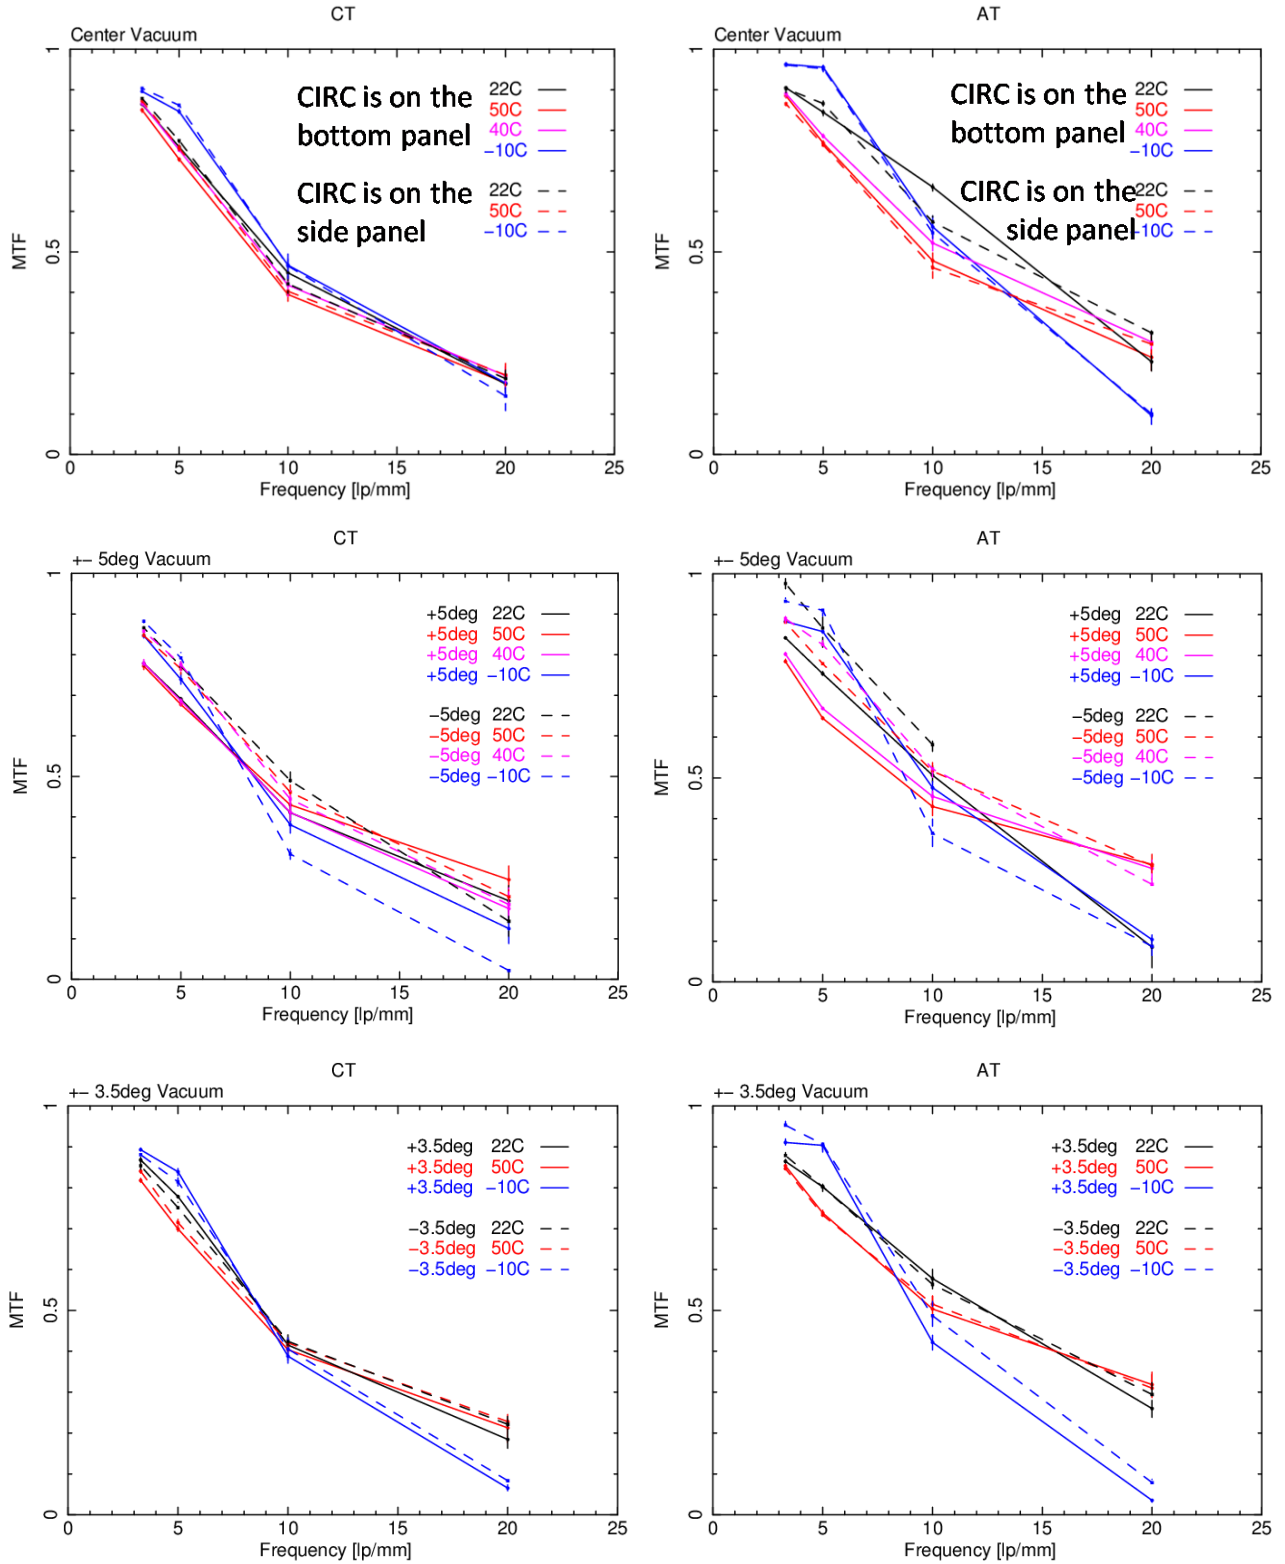 CT
Center Vacuum
1
0.5
0
MTF
CIRC is on the
bottom panel
22C
50C
40C
−10C
CIRC is on the
side panel
22C
50C
−10C
0 5 10 15 20 25
Frequency [lp/mm]
AT
Center Vacuum
1
0.5
0
MTF
CIRC is on the
bottom panel
22C
50C
40C
−10C
CIRC is on the
side panel
22C
50C
−10C
0 5 10 15 20 25
Frequency [lp/mm]
CT
+− 5deg Vacuum
1
0.5
0
MTF
+5deg 22C
+5deg 50C
+5deg 40C
+5deg −10C
−5deg 22C
−5deg 50C
−5deg 40C
−5deg −10C
0 5 10 15 20 25
Frequency [lp/mm]
AT
+− 5deg Vacuum
1
0.5
0
MTF
+5deg 22C
+5deg 50C
+5deg 40C
+5deg −10C
−5deg 22C
−5deg 50C
−5deg 40C
−5deg −10C
0 5 10 15 20 25
Frequency [lp/mm]
CT
+− 3.5deg Vacuum
1
0.5
0
MTF
+3.5deg 22C
+3.5deg 50C
+3.5deg −10C
−3.5deg 22C
−3.5deg 50C
−3.5deg −10C
0 5 10 15 20 25
Frequency [lp/mm]
AT
+− 3.5deg Vacuum
1
0.5
0
MTF
+3.5deg 22C
+3.5deg 50C
+3.5deg −10C
−3.5deg 22C
−3.5deg 50C
−3.5deg −10C
0 5 10 15 20 25
Frequency [lp/mm]